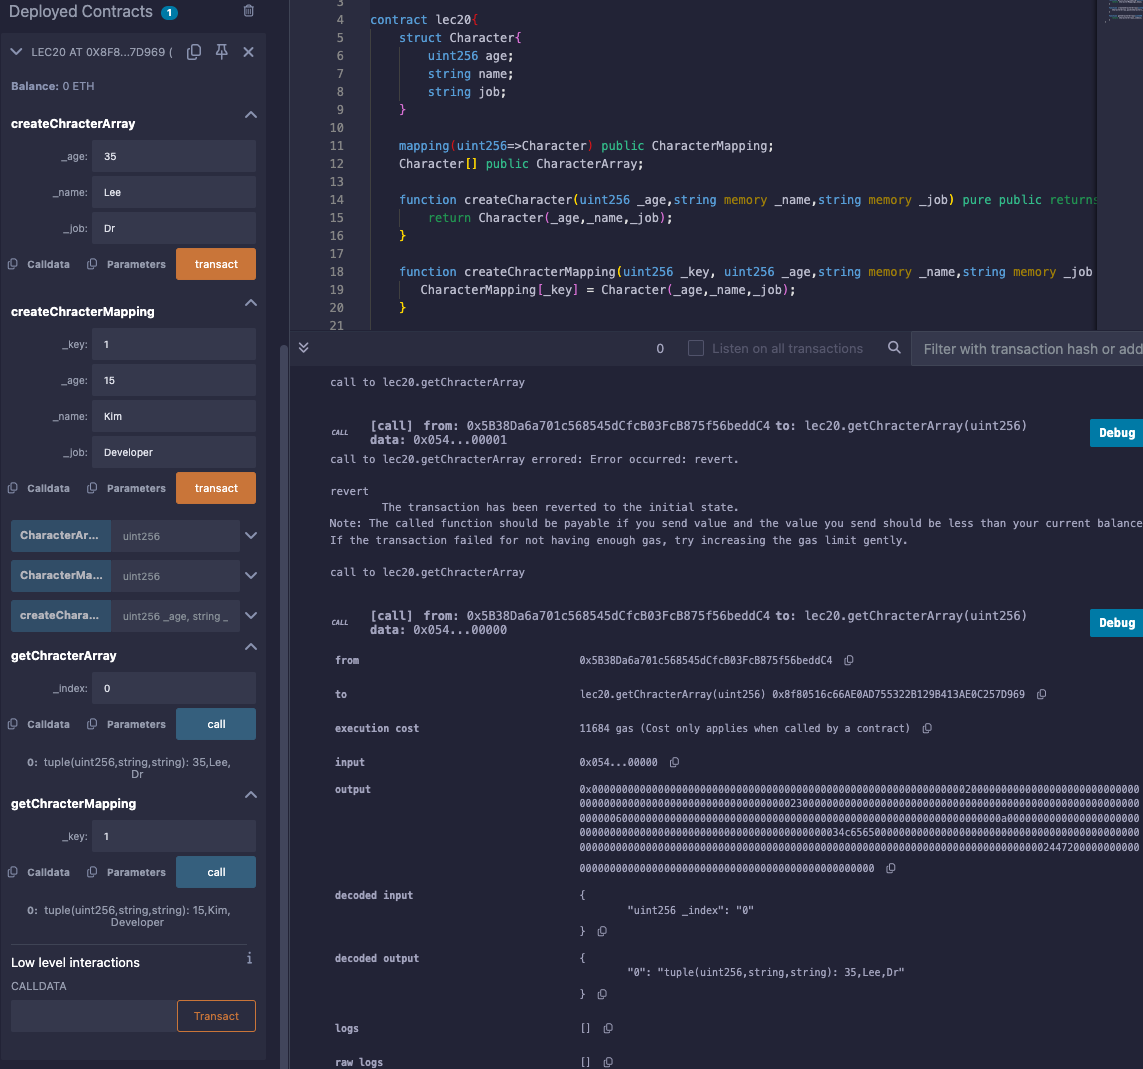 Deployed Contracts 1
LEC20 AT 0X8F8...7D969 (
Balance: 0 ETH
createChracterArray
_age: 35
_name: Lee
_job: Dr
Calldata Parameters transact
createChracterMapping
_key: 1
_age: 15
_name: Kim
_job: Developer
Calldata Parameters transact
CharacterAr... uint256
CharacterMa... uint256
createChara... uint256 _age, string _
getChracterArray
_index: 0
Calldata Parameters call
0: tuple(uint256,string,string): 35,Lee,
Dr
getChracterMapping
_key: 1
Calldata Parameters call
0: tuple(uint256,string,string): 15,Kim,
Developer
Low level interactions i
CALLDATA
Transact
3
4 contract lec20{
5 struct Character{
6 uint256 age;
7 string name;
8 string job;
9 }
10
11 mapping(uint256=>Character) public CharacterMapping;
12 Character[] public CharacterArray;
13
14 function createCharacter(uint256 _age,string memory _name,string memory _job) pure public returns
15 return Character(_age,_name,_job);
16 }
17
18 function createChracterMapping(uint256 _key, uint256 _age,string memory _name,string memory _job
19 CharacterMapping[_key] = Character(_age,_name,_job);
20 }
21
0 Listen on all transactions Filter with transaction hash or add
call to lec20.getChracterArray
CALL [call] from: 0x5B38Da6a701c568545dCfcB03FcB875f56beddC4 to: lec20.getChracterArray(uint256)
data: 0x054...00001
Debug
call to lec20.getChracterArray errored: Error occurred: revert.
revert
The transaction has been reverted to the initial state.
Note: The called function should be payable if you send value and the value you send should be less than your current balance
If the transaction failed for not having enough gas, try increasing the gas limit gently.
call to lec20.getChracterArray
CALL [call] from: 0x5B38Da6a701c568545dCfcB03FcB875f56beddC4 to: lec20.getChracterArray(uint256)
data: 0x054...00000
Debug
from 0x5B38Da6a701c568545dCfcB03FcB875f56beddC4
to lec20.getChracterArray(uint256) 0x8f80516c66AE0AD755322B129B413AE0C257D969
execution cost 11684 gas (Cost only applies when called by a contract)
input 0x054...00000
output
decoded input {
"uint256 _index": "0"
}
decoded output {
"0": "tuple(uint256,string,string): 35,Lee,Dr"
}
logs []
raw logs []